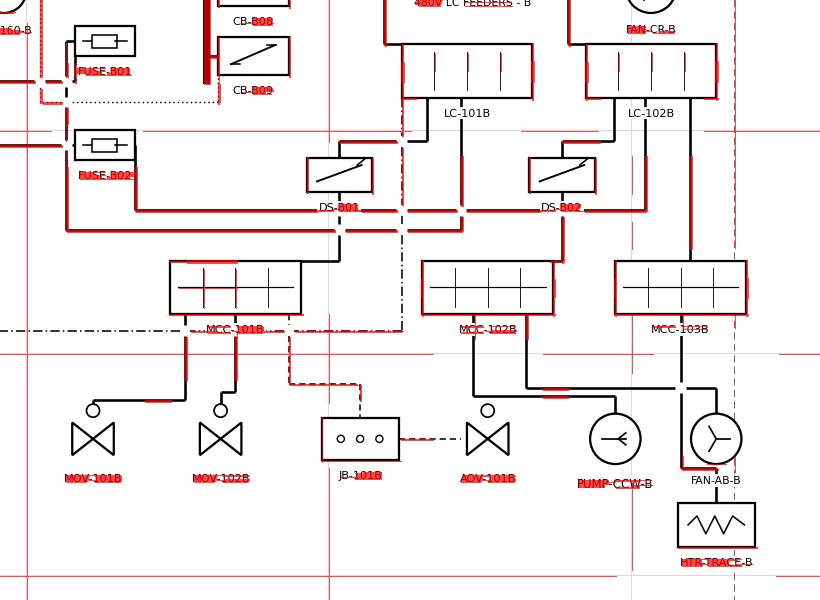 480V LC FEEDERS - B
CB-B08
160-B
FAN-CR-B
FUSE-B01
CB-B09
LC-101B
LC-102B
FUSE-B02
DS-B01
DS-B02
MCC-101B
MCC-102B
MCC-103B
MOV-101B
MOV-102B
JB-101B
AOV-101B
PUMP-CCW-B
FAN-AB-B
HTR-TRACE-B